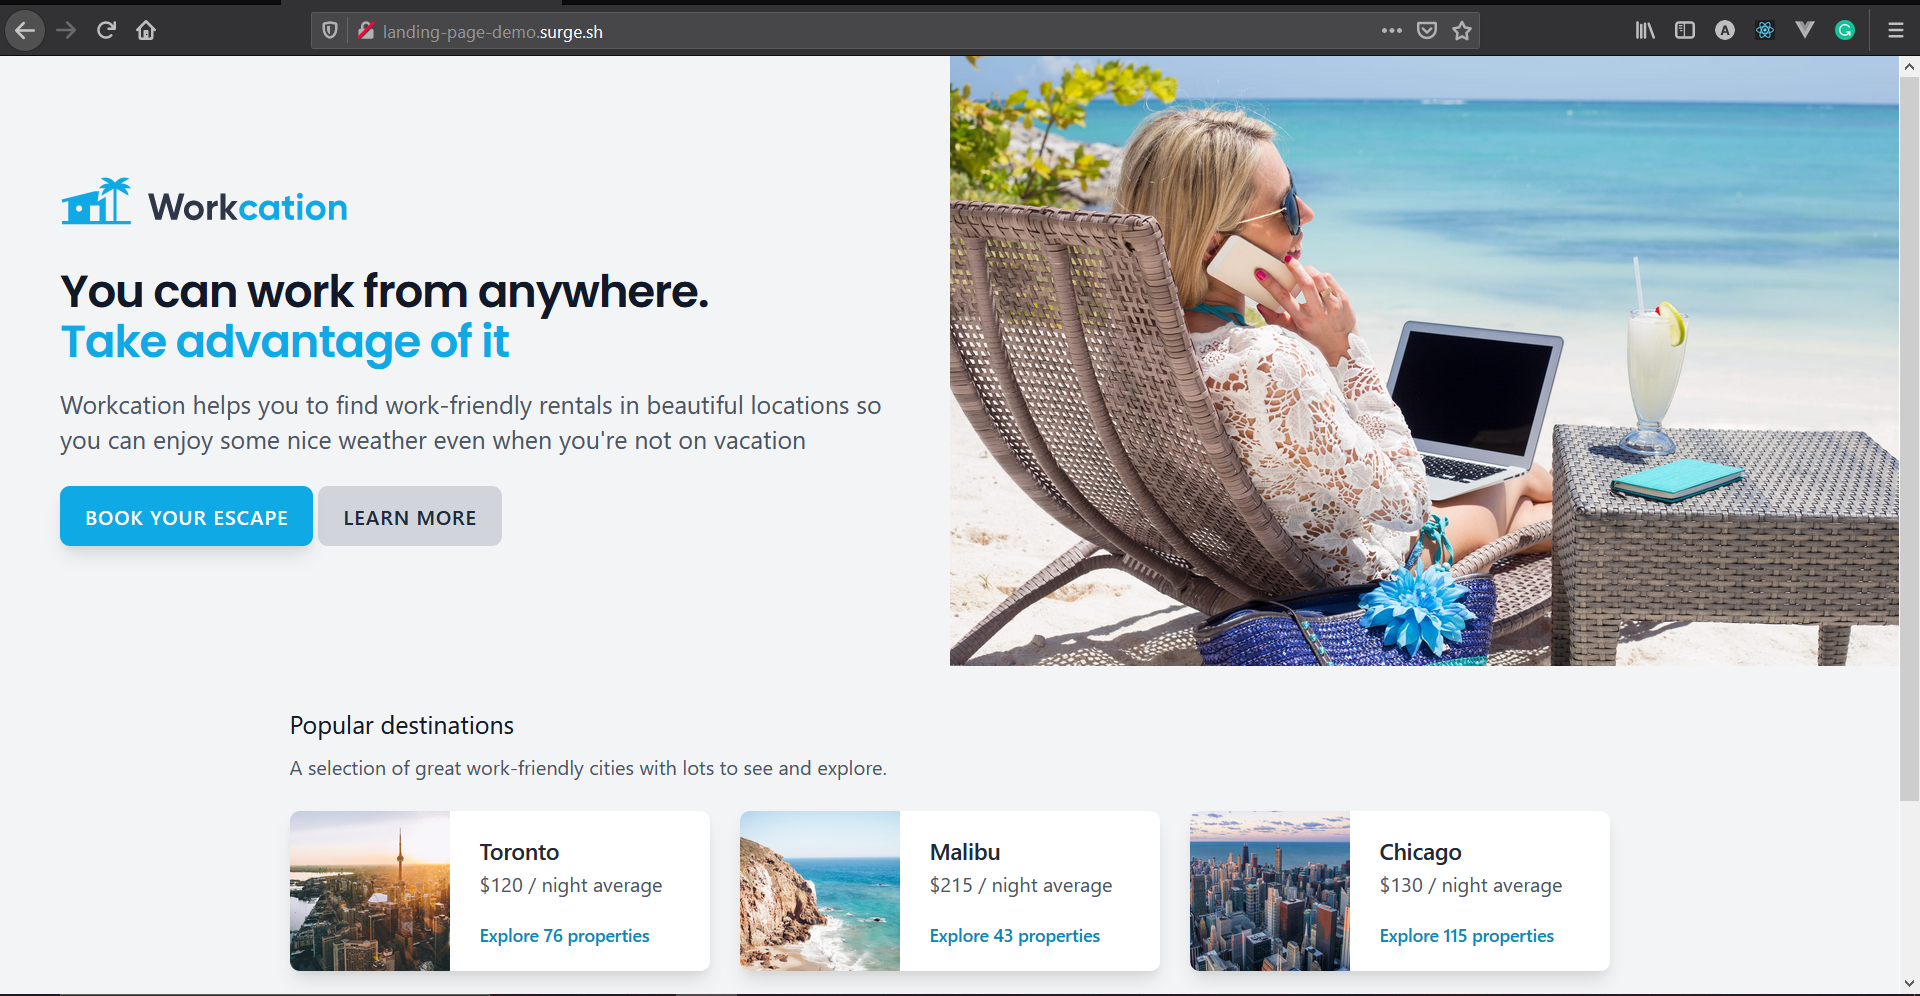 landing-page-demo.surge.sh
Workcation
You can work from anywhere.
Take advantage of it
Workcation helps you to find work-friendly rentals in beautiful locations so
you can enjoy some nice weather even when you're not on vacation
BOOK YOUR ESCAPE
LEARN MORE
Popular destinations
A selection of great work-friendly cities with lots to see and explore.
Toronto
$120 / night average
Explore 76 properties
Malibu
$215 / night average
Explore 43 properties
Chicago
$130 / night average
Explore 115 properties